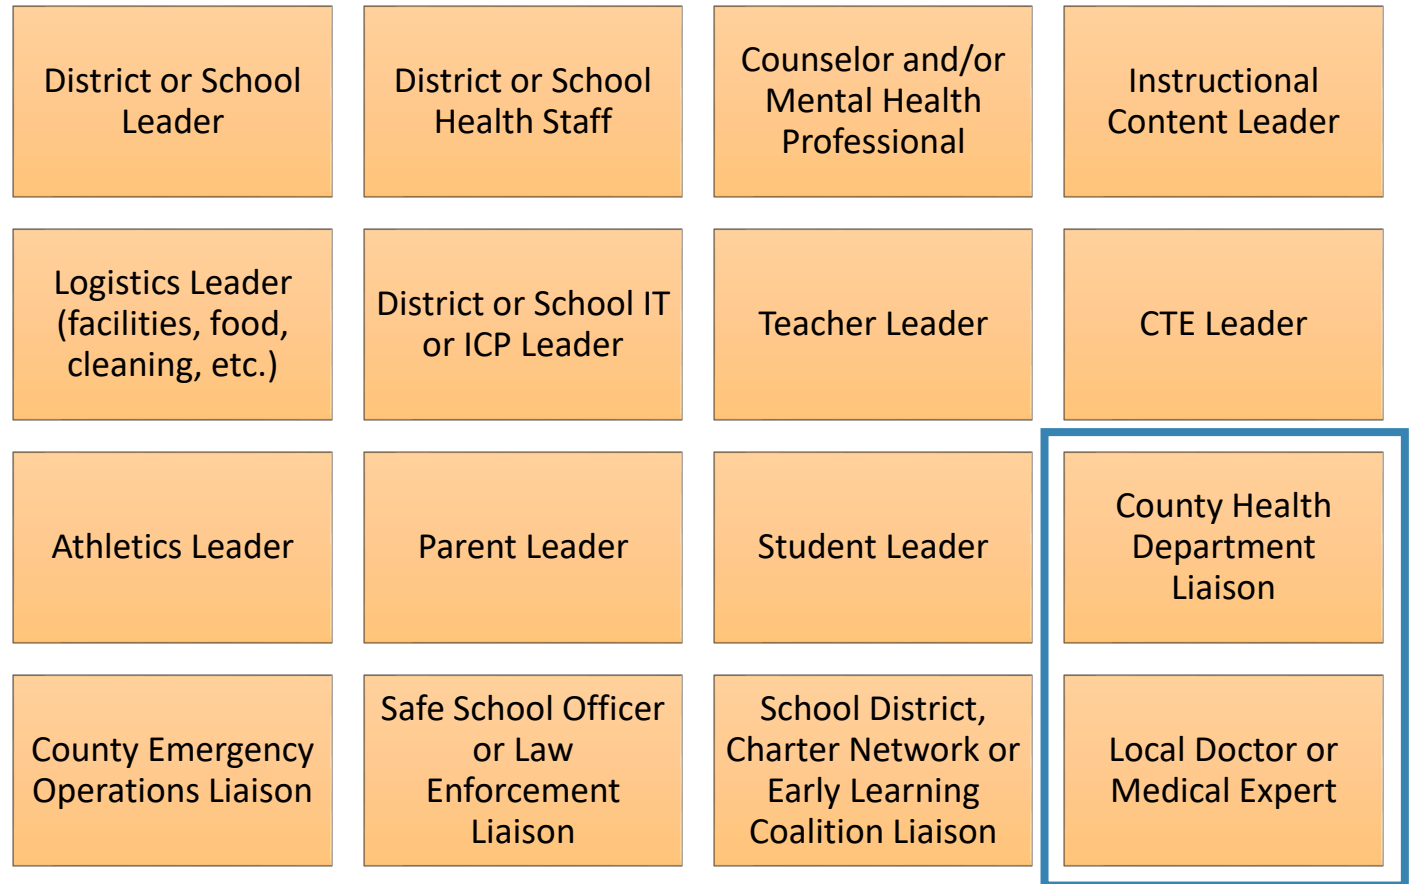 District or School
Leader
District or School
Health Staff
Counselor and/or
Mental Health
Professional
Instructional
Content Leader
Logistics Leader
(facilities, food,
cleaning, etc.)
District or School IT
or ICP Leader
Teacher Leader
CTE Leader
Athletics Leader
Parent Leader
Student Leader
County Health
Department
Liaison
County Emergency
Operations Liaison
Safe School Officer
or Law
Enforcement
Liaison
School District,
Charter Network or
Early Learning
Coalition Liaison
Local Doctor or
Medical Expert